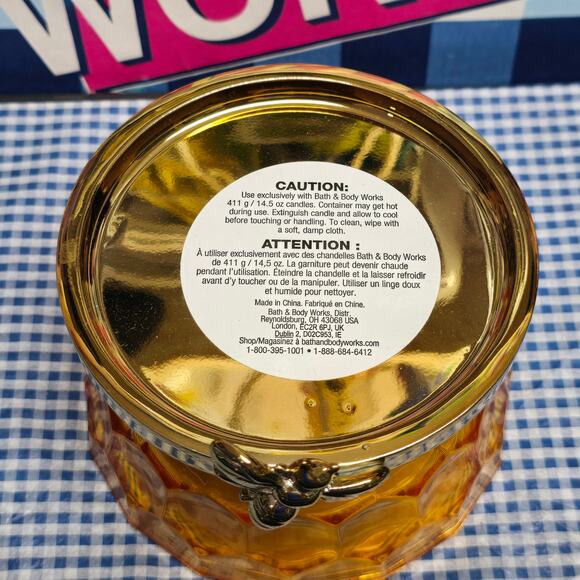 WOR
CAUTION:
Use exclusively with Bath & Body Works
411 g / 14.5 oz candles. Container may get hot
during use. Extinguish candle and allow to cool
before touching or handling. To clean, wipe with
a soft, damp cloth.
ATTENTION :
À utiliser exclusivement avec des chandelles Bath & Body Works
de 411 g / 14,5 oz. La garniture peut devenir chaude
pendant l'utilisation. Éteindre la chandelle et la laisser refroidir
avant d'y toucher ou de la manipuler. Utiliser un linge doux
et humide pour nettoyer.
Made in China. Fabriqué en Chine.
Bath & Body Works, Distr.
Reynoldsburg, OH 43068 USA
London, EC2R 6PJ, UK
Dublin 2, D02C953, IE
Shop/Magasinez à bathandbodyworks.com
1-800-395-1001 • 1-888-684-6412